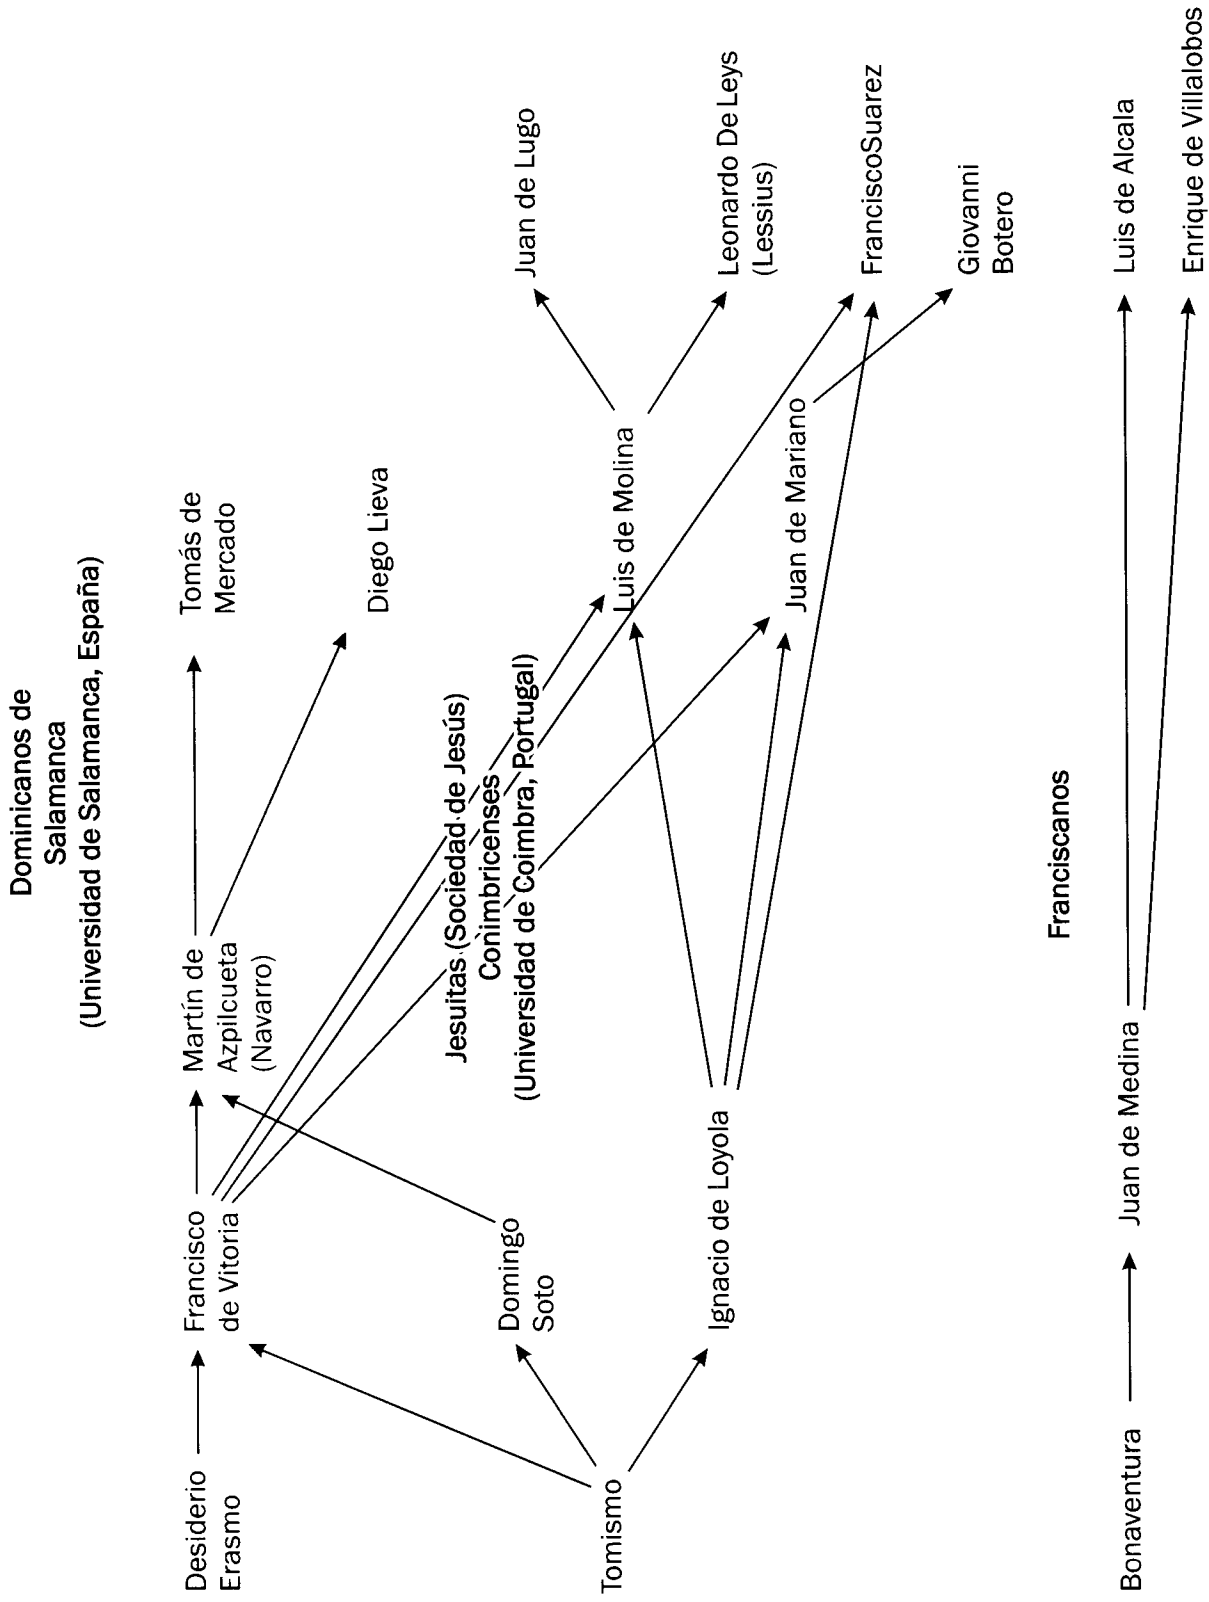 Dominicanos de
Salamanca
(Universidad de Salamanca, España)
Desiderio
Erasmo
Francisco
de Vitoria
Martín de
Azpilcueta
(Navarro)
Tomás de
Mercado
Diego Lieva
Jesuitas (Sociedad de Jesús)
Conimbricenses
(Universidad de Coimbra, Portugal)
Domingo
Soto
Tomismo
Ignacio de Loyola
Luis de Molina
Juan de Mariano
Juan de Lugo
Leonardo De Leys
(Lessius)
FranciscoSuarez
Giovanni
Botero
Franciscanos
Bonaventura
Juan de Medina
Luis de Alcala
Enrique de Villalobos